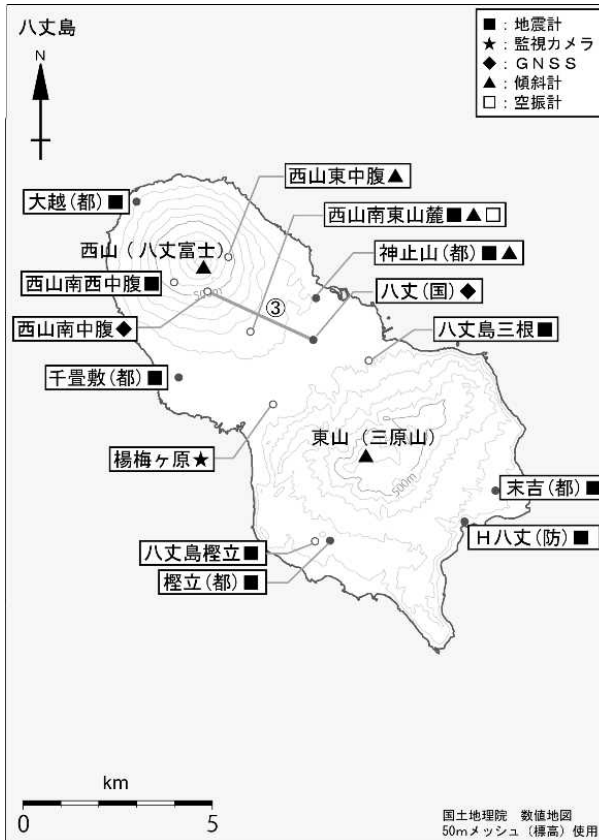 八丈島
N
■：地震計
★：監視カメラ
◆：ＧＮＳＳ
▲：傾斜計
□：空振計
西山東中腹▲
大越(都)■
西山南東山麓■▲□
西山（八丈富士）
神止山(都)■▲
西山南西中腹■
八丈(国)◆
500m
③
西山南中腹◆
八丈島三根■
千畳敷(都)■
東山（三原山）
楊梅ヶ原★
500m
末吉(都)■
Ｈ八丈(防)■
八丈島樫立■
樫立(都)■
km
0 5
国土地理院　数値地図
50mメッシュ（標高）使用